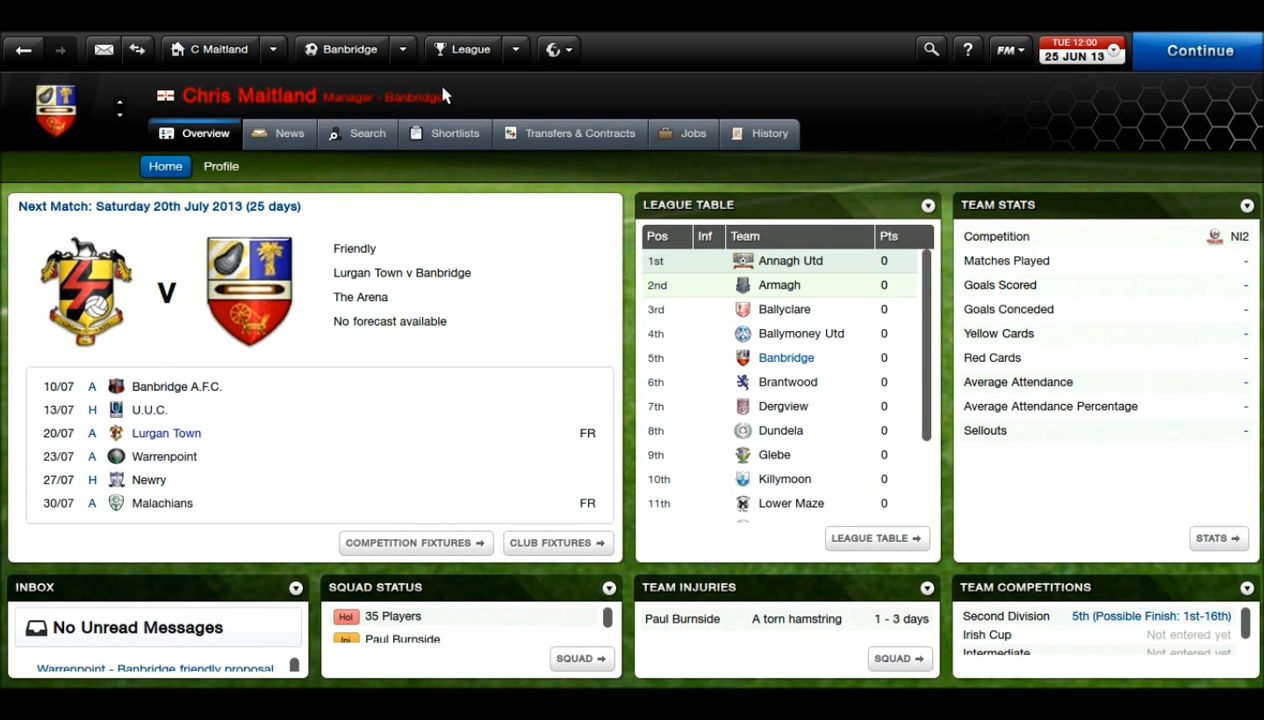 C Maitland Banbridge League FM TUE 12:00 25 JUN 13 Continue
Chris Maitland Manager - Banbridge
Overview News Search Shortlists Transfers & Contracts Jobs History
Home Profile
Next Match: Saturday 20th July 2013 (25 days)
V
Friendly
Lurgan Town v Banbridge
The Arena
No forecast available
10/07 A Banbridge A.F.C.
13/07 H U.U.C.
20/07 A Lurgan Town FR
23/07 A Warrenpoint
27/07 H Newry
30/07 A Malachians FR
COMPETITION FIXTURES CLUB FIXTURES
LEAGUE TABLE
Pos Inf Team Pts
1st Annagh Utd 0
2nd Armagh 0
3rd Ballyclare 0
4th Ballymoney Utd 0
5th Banbridge 0
6th Brantwood 0
7th Dergview 0
8th Dundela 0
9th Glebe 0
10th Killymoon 0
11th Lower Maze 0
LEAGUE TABLE
TEAM STATS
Competition NI2
Matches Played -
Goals Scored -
Goals Conceded -
Yellow Cards -
Red Cards -
Average Attendance -
Average Attendance Percentage -
Sellouts -
STATS
INBOX
No Unread Messages
Warrenpoint - Banbridge friendly proposal
SQUAD STATUS
Hol 35 Players
Inj Paul Burnside
SQUAD
TEAM INJURIES
Paul Burnside A torn hamstring 1 - 3 days
SQUAD
TEAM COMPETITIONS
Second Division 5th (Possible Finish: 1st-16th)
Irish Cup Not entered yet
Intermediate Not entered yet